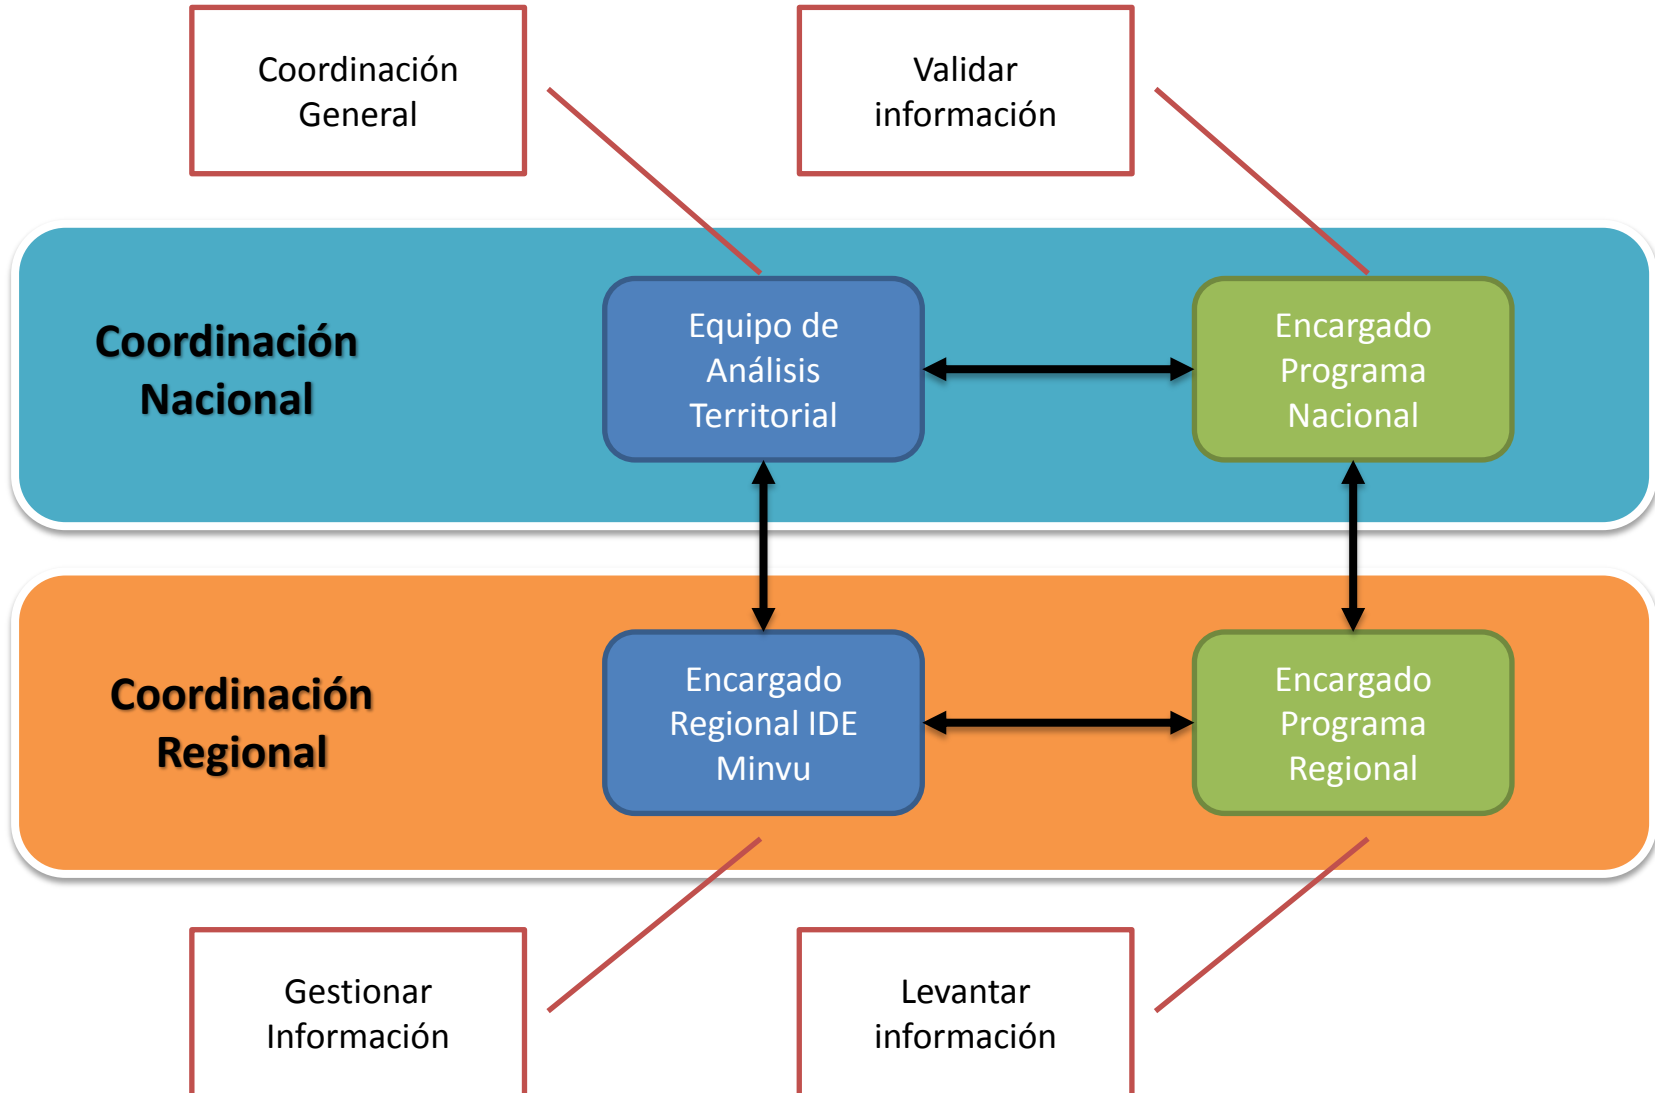 Coordinación
General
Validar
información
Coordinación
Nacional
Equipo de
Análisis
Territorial
Encargado
Programa
Nacional
Coordinación
Regional
Encargado
Regional IDE
Minvu
Encargado
Programa
Regional
Gestionar
Información
Levantar
información